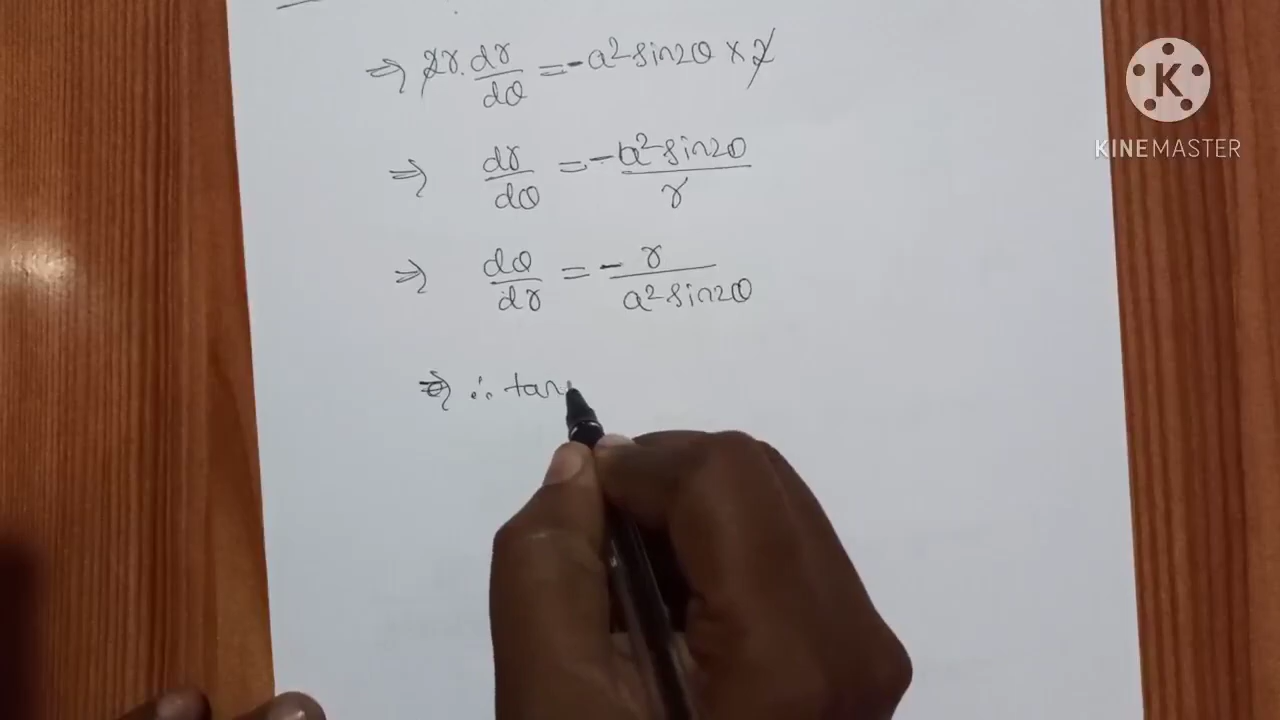 ⇒ 2r. dr/dθ = -a² sin2θ × 2
⇒ dr/dθ = - a² sin2θ / r
⇒ dθ/dr = - r / a² sin2θ
⇒ ∴ tan
K
KINEMASTER